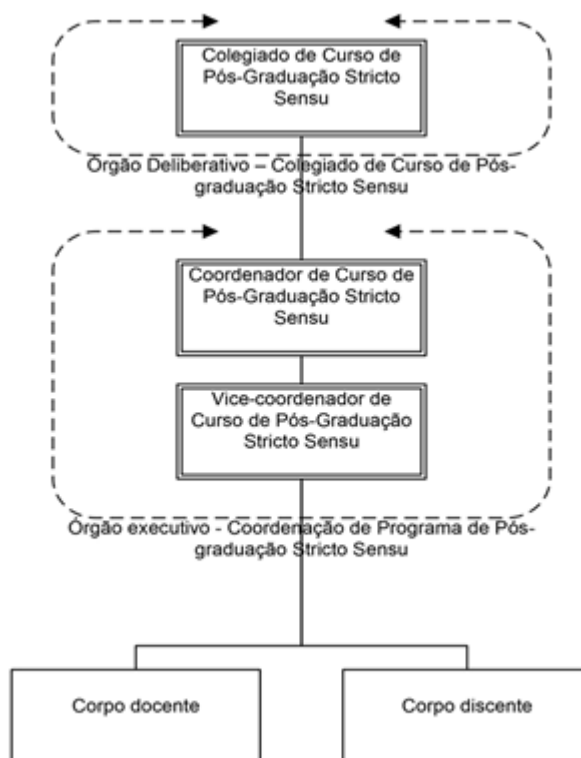 Colegiado de Curso de
Pós-Graduação Stricto
Sensu
Órgão Deliberativo – Colegiado de Curso de Pós-
graduação Stricto Sensu
Coordenador de Curso de
Pós-Graduação Stricto
Sensu
Vice-coordenador de
Curso de Pós-Graduação
Stricto Sensu
Órgão executivo - Coordenação de Programa de Pós-
graduação Stricto Sensu
Corpo docente
Corpo discente